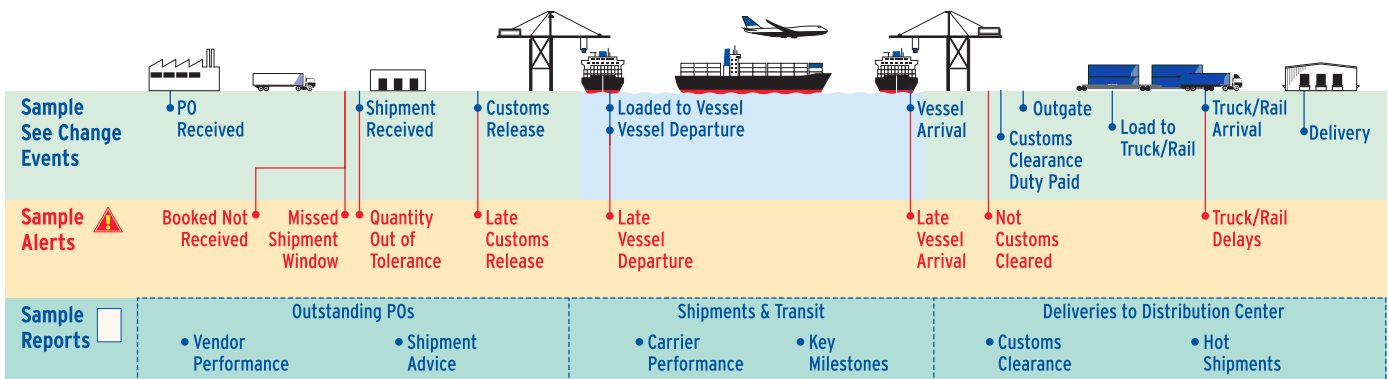 Sample
See Change
Events
PO
Received
Shipment
Received
Customs
Release
Loaded to Vessel
Vessel Departure
Vessel
Arrival
Customs
Clearance
Duty Paid
Outgate
Load to
Truck/Rail
Truck/Rail
Arrival
Delivery
Sample
Alerts
Booked Not
Received
Missed
Shipment
Window
Quantity
Out of
Tolerance
Late
Customs
Release
Late
Vessel
Departure
Late
Vessel
Arrival
Not
Customs
Cleared
Truck/Rail
Delays
Sample
Reports
Outstanding POs
Vendor
Performance
Shipment
Advice
Shipments & Transit
Carrier
Performance
Key
Milestones
Deliveries to Distribution Center
Customs
Clearance
Hot
Shipments